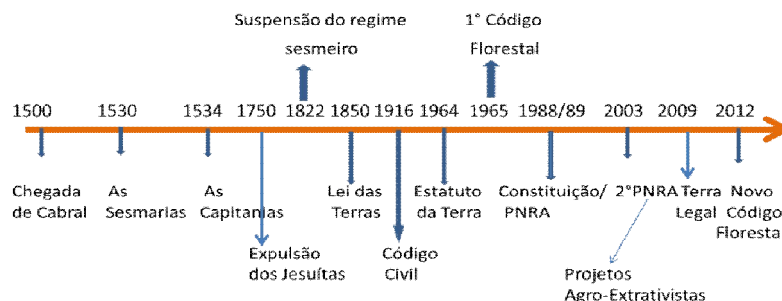 Suspensão do regime
sesmeiro
1° Código
Florestal
1500 1530 1534 1750 1822 1850 1916 1964 1965 1988/89 2003 2009 2012
Chegada
de Cabral
As
Sesmarias
As
Capitanias
Expulsão
dos Jesuítas
Lei das
Terras
Código
Civil
Estatuto
da Terra
Constituição/
PNRA
2°PNRA
Projetos
Agro-Extrativistas
Terra
Legal
Novo
Código
Floresta